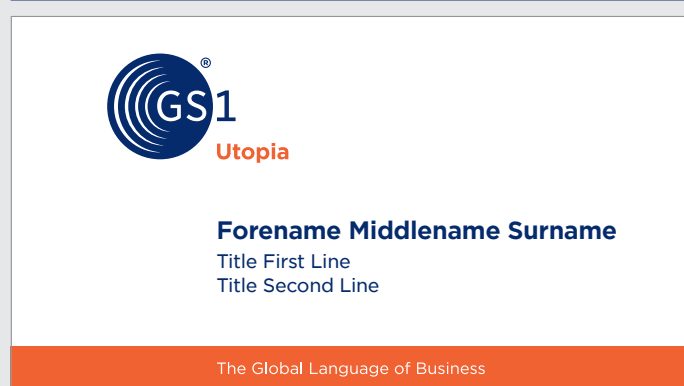 GS1®
Utopia
Forename Middlename Surname
Title First Line
Title Second Line
The Global Language of Business